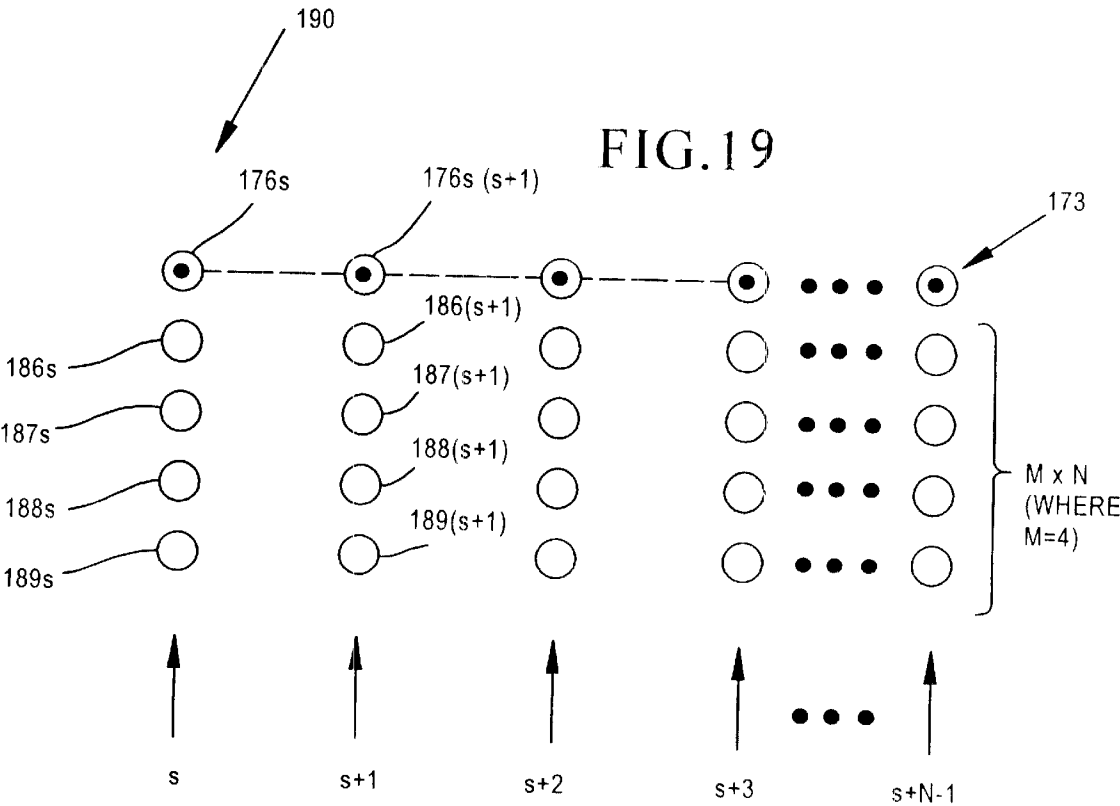 190
FIG.19
176s
176s (s+1)
173
186s
186(s+1)
187s
187(s+1)
188s
188(s+1)
189s
189(s+1)
M x N
(WHERE
M=4)
s
s+1
s+2
s+3
s+N-1